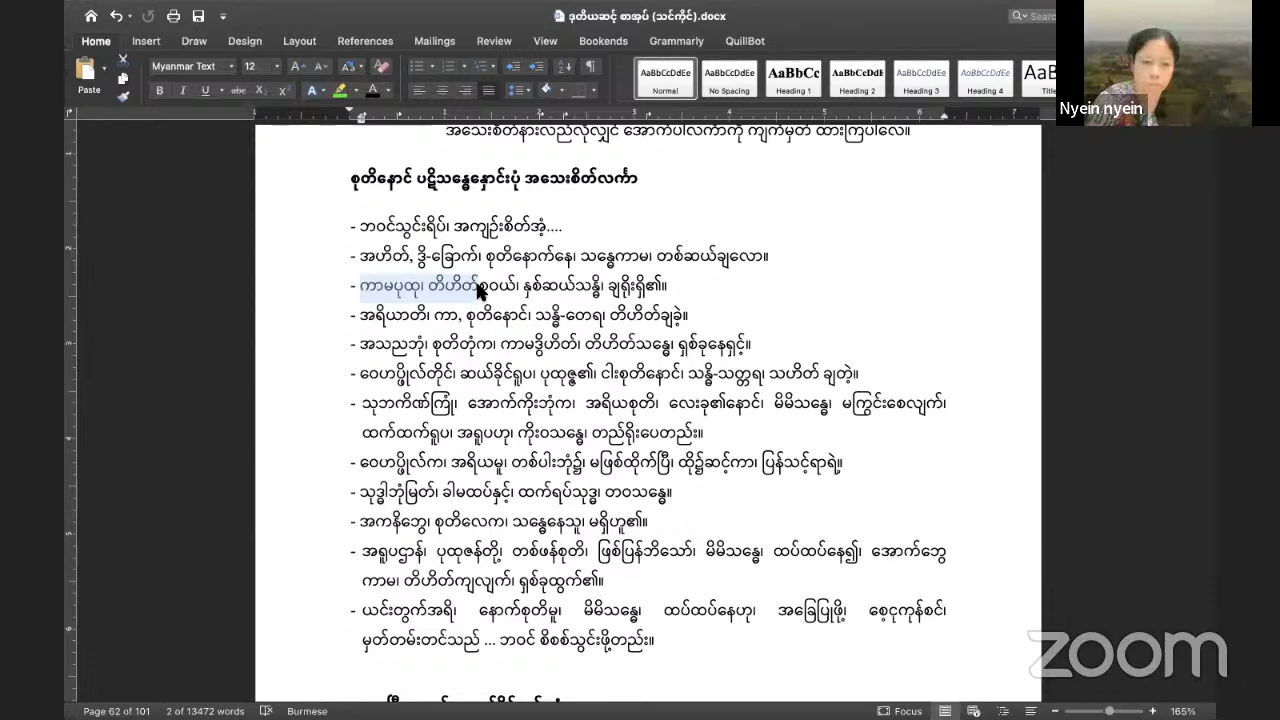 ဒုတိယဆင့် စာအုပ် (သင်ကိုင်).docx
Home Insert Draw Design Layout References Mailings Review View Bookends Grammarly QuillBot
Paste Myanmar Text 12
Normal No Spacing Heading 1 Heading 2 Heading 3 Heading 4 Title
Nyein nyein
အသေးစိတ်နားလည်လိုလျှင် အောက်ပါလင်္ကာကို ကျက်မှတ် ထားကြပါလေ။
စုတိနောင် ပဋိသန္ဓေနှောင်းပုံ အသေးစိတ်လင်္ကာ
- ဘဝင်သွင်းရိပ်၊ အကျဉ်းစိတ်အံ့....
- အဟိတ်, ဒွိ-ခြောက်၊ စုတိနောက်နေ၊ သန္ဓေကာမ၊ တစ်ဆယ်ချလော။
- ကာမပုထု၊ တိဟိတ်စုဝယ်၊ နှစ်ဆယ်သန္ဓိ၊ ချရိုးရှိ၏။
- အရိယာတိ၊ ကာ, စုတိနောင်၊ သန္ဓိ-တေရ၊ တိဟိတ်ချခဲ့။
- အသညဘုံ၊ စုတိတုံက၊ ကာမဒွိဟိတ်၊ တိဟိတ်သန္ဓေ၊ ရှစ်ခုနေရှင့်။
- ဝေဟပ္ဖိုလ်တိုင်၊ ဆယ်ခိုင်ရူပ၊ ပုထုဇ္ဇ၏၊ ငါးစုတိနောင်၊ သန္ဓိ-သတ္တရ၊ သဟိတ် ချတဲ့။
- သုဘကိဏ်ကြုံ၊ အောက်ကိုးဘုံက၊ အရိယစုတိ၊ လေးခု၏နောင်၊ မိမိသန္ဓေ၊ မကြွင်းစေလျက်၊
ထက်ထက်ရူပ၊ အရူပဟု၊ ကိုးဝသန္ဓေ၊ တည်ရိုးပေတည်း။
- ဝေဟပ္ဖိုလ်က၊ အရိယမူ၊ တစ်ပါးဘုံ၌၊ မဖြစ်ထိုက်ပြီ၊ ထို၌ဆင့်ကာ၊ ပြန်သင့်ရာရဲ့။
- သုဒ္ဓါဘုံမြတ်၊ ခါမထပ်နှင့်၊ ထက်ရပ်သုဒ္ဓ၊ တဝသန္ဓေ။
- အကနိဋ္ဌေ၊ စုတိလေက၊ သန္ဓေနေသူ၊ မရှိဟူ၏။
- အရူပဌာန်၊ ပုထုဇန်တို့၊ တစ်ဖန်စုတိ၊ ဖြစ်ပြန်ဘိသော်၊ မိမိသန္ဓေ၊ ထပ်ထပ်နေ၍၊ အောက်ဘွေ
ကာမ၊ တိဟိတ်ကျလျက်၊ ရှစ်ခုထွက်၏။
- ယင်းတွက်အရိ၊ နောက်စုတိမူ၊ မိမိသန္ဓေ၊ ထပ်ထပ်နေဟု၊ အခြေပြုဖို့၊ စေ့ငုကုန်စင်၊
မှတ်တမ်းတင်သည် ... ဘဝင် စိစစ်သွင်းဖို့တည်း။
zoom
Page 62 of 101 2 of 13472 words Burmese Focus 165%